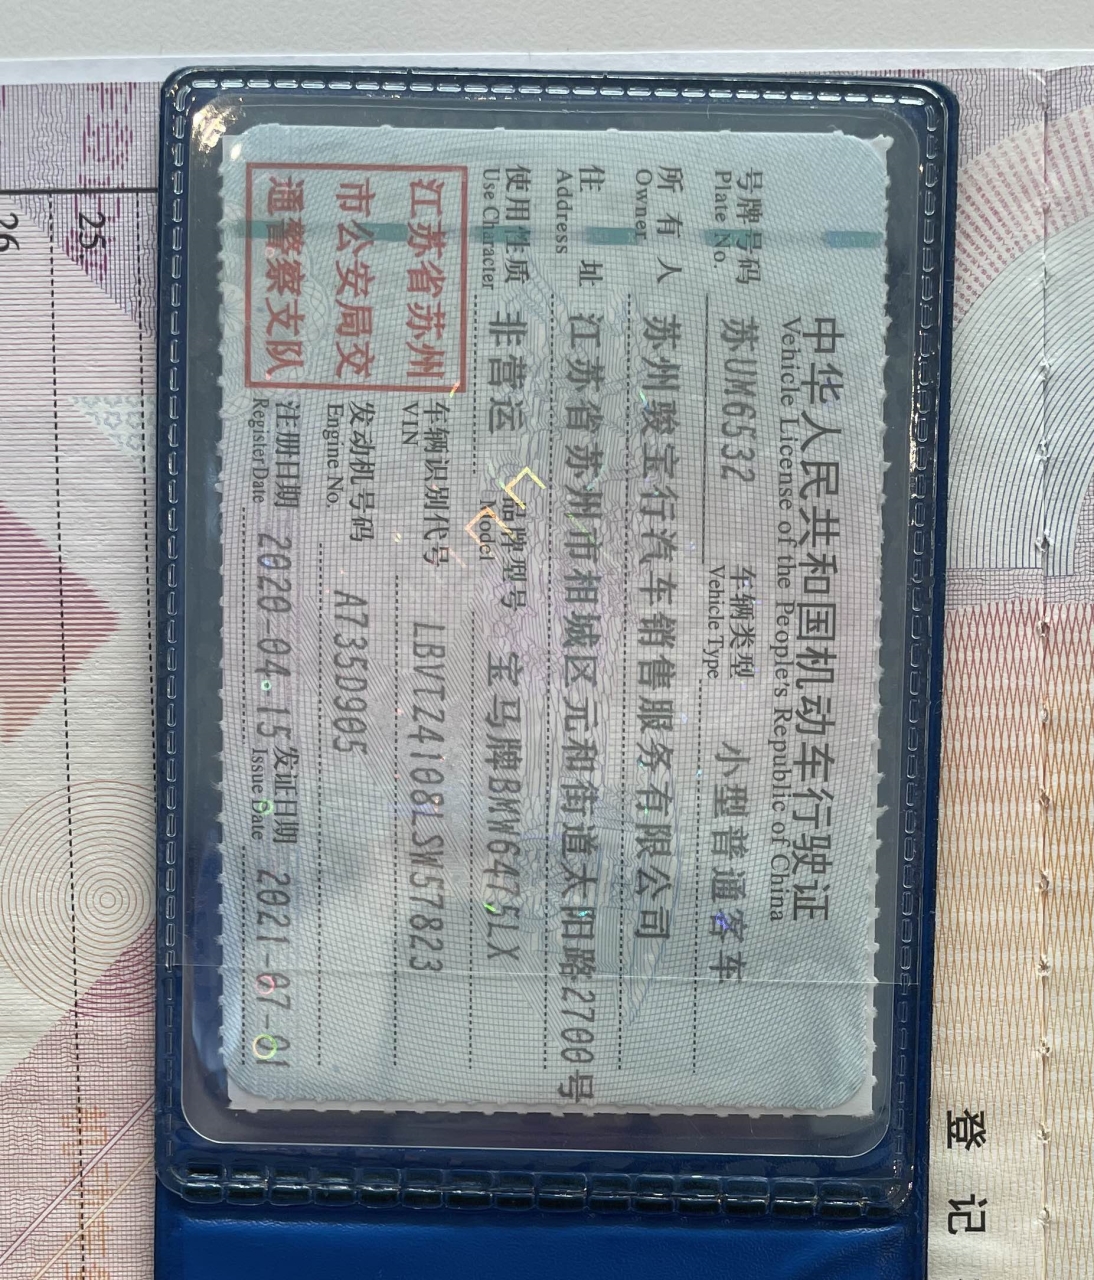 中华人民共和国机动车行驶证
Vehicle License of the People's Republic of China
号牌号码 苏UM6532 车辆类型 小型普通客车
Plate No. Vehicle Type
所有人 苏州骏宝行汽车销售服务有限公司
Owner
住址 江苏省苏州市相城区元和街道太阳路2700号
Address
使用性质 非营运 品牌型号 宝马牌BMW6475LX
Use Character Model
江苏省苏州
市公安局交
通警察支队
车辆识别代号 LBVTZ4108LSW57823
VIN
发动机号码 A735D905
Engine No.
注册日期 2020-04-15 发证日期 2021-07-01
Register Date Issue Date
登记
25
26